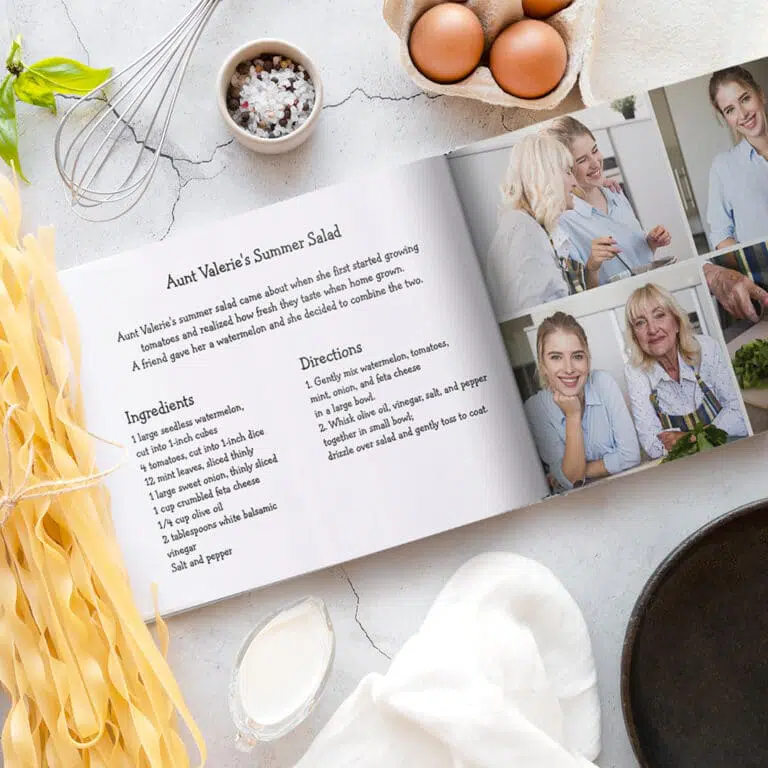 Aunt Valerie's Summer Salad
Aunt Valerie's summer salad came about when she first started growing
tomatoes and realized how fresh they taste when home grown.
A friend gave her a watermelon and she decided to combine the two.
Ingredients
1 large seedless watermelon,
cut into 1-inch cubes
4 tomatoes, cut into 1-inch dice
12 mint leaves, sliced thinly
1 large sweet onion, thinly sliced
1 cup crumbled feta cheese
1/4 cup olive oil
2 tablespoons white balsamic
vinegar
Salt and pepper
Directions
1. Gently mix watermelon, tomatoes,
mint, onion, and feta cheese
in a large bowl.
2. Whisk olive oil, vinegar, salt, and pepper
together in small bowl;
drizzle over salad and gently toss to coat.